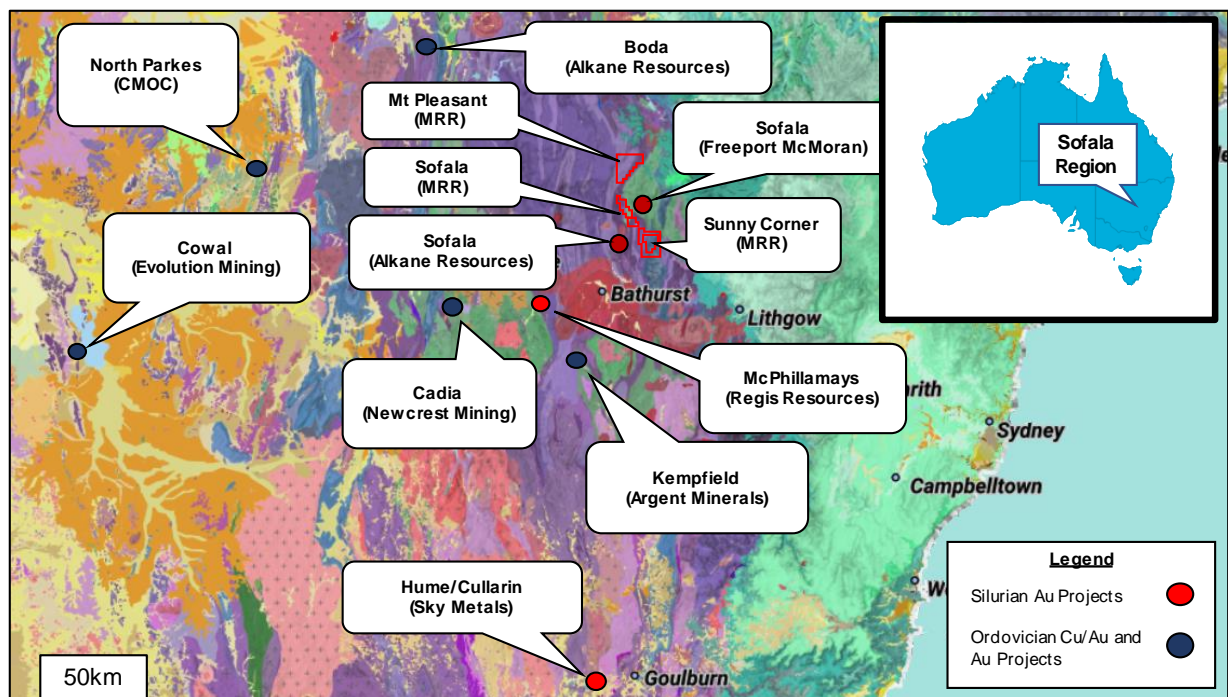 North Parkes
(CMOC)
Boda
(Alkane Resources)
Mt Pleasant
(MRR)
Sofala
(Freeport McMoran)
Sofala
(MRR)
Sunny Corner
(MRR)
Sofala
(Alkane Resources)
Cowal
(Evolution Mining)
Sofala
Region
Bathurst
Lithgow
Cadia
(Newcrest Mining)
McPhillamays
(Regis Resources)
Sydney
Campbelltown
Kempfield
(Argent Minerals)
Hume/Cullarin
(Sky Metals)
Goulburn
50km
Legend
Silurian Au Projects
Ordovician Cu/Au and
Au Projects